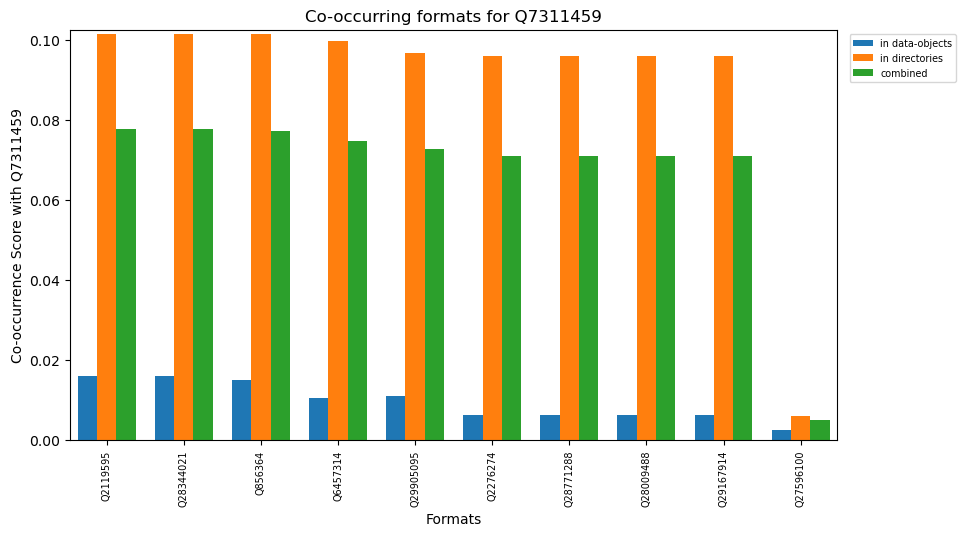 Co-occurring formats for Q7311459
Co-occurrence Score with Q7311459
0.10
0.08
0.06
0.04
0.02
0.00
in data-objects
in directories
combined
Q2119595
Q28344021
Q856364
Q6457314
Q29905095
Q2276274
Q28771288
Q28009488
Q29167914
Q27596100
Formats